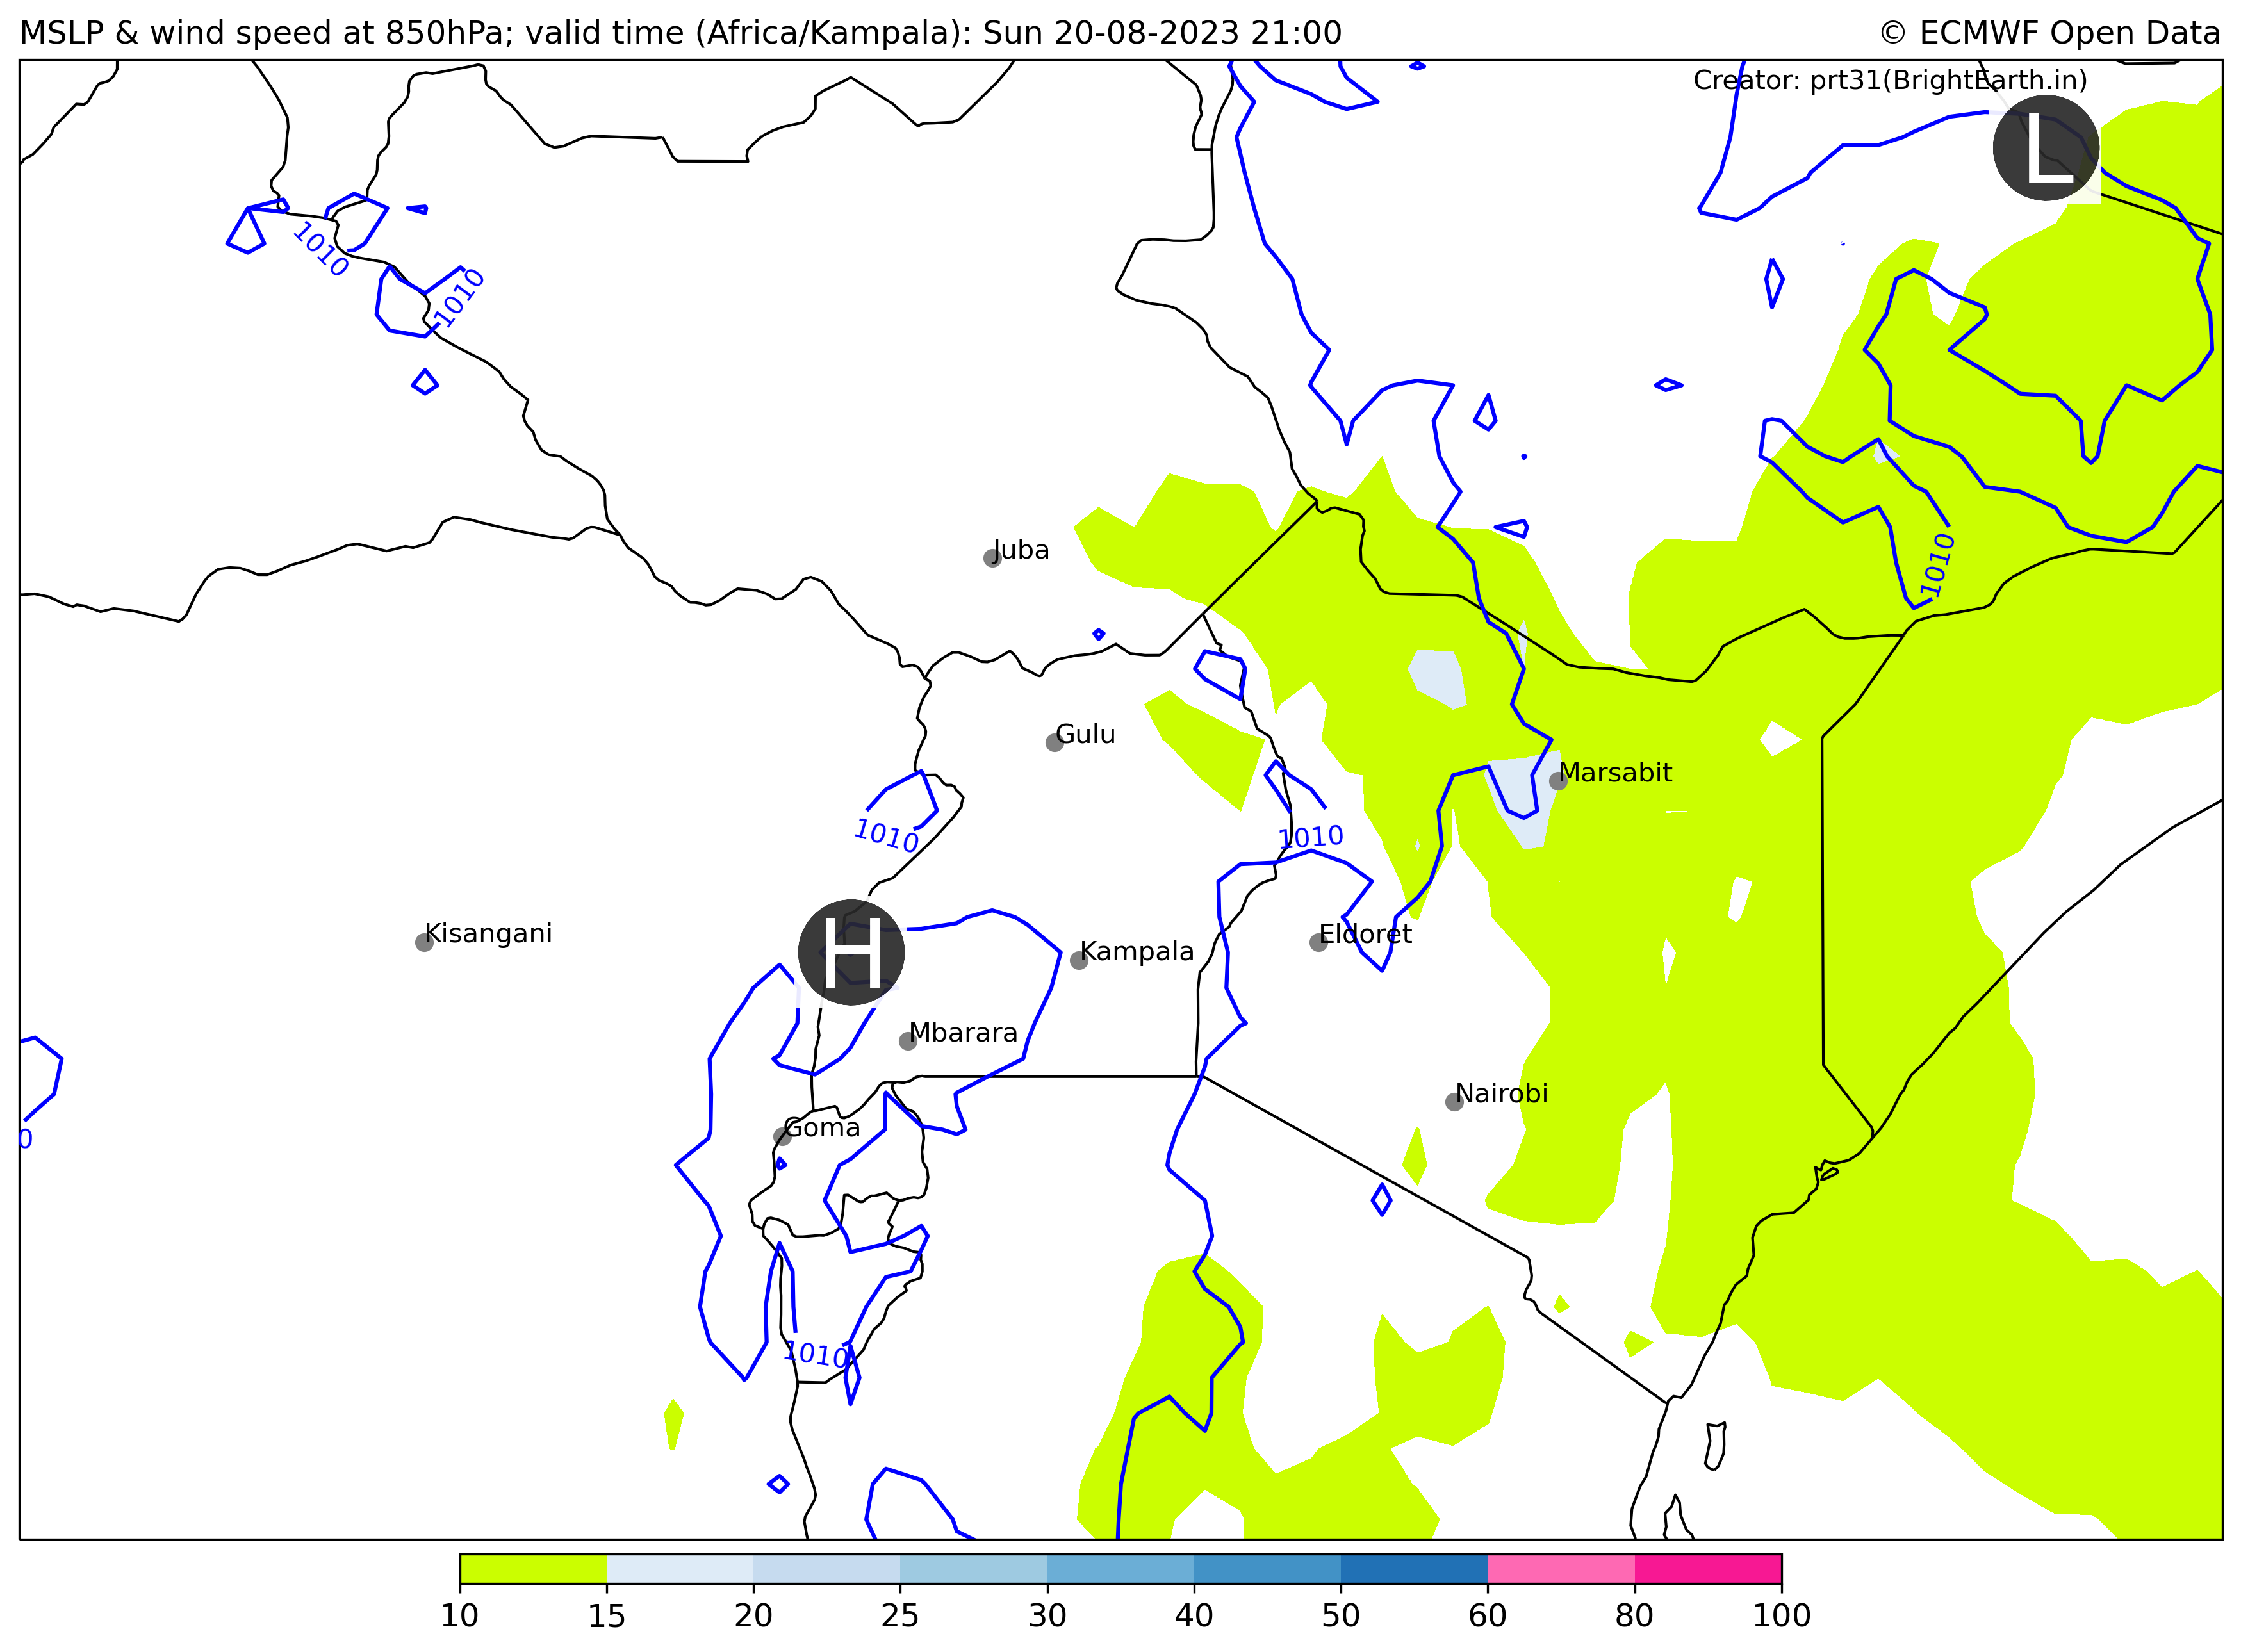 MSLP & wind speed at 850hPa; valid time (Africa/Kampala): Sun 20-08-2023 21:00
© ECMWF Open Data
Creator: prt31(BrightEarth.in)
L
1010
1010
Juba
1010
Gulu
Marsabit
1010
1010
Kisangani
H
Eldoret
Kampala
Mbarara
Nairobi
Goma
0
1010
10 15 20 25 30 40 50 60 80 100